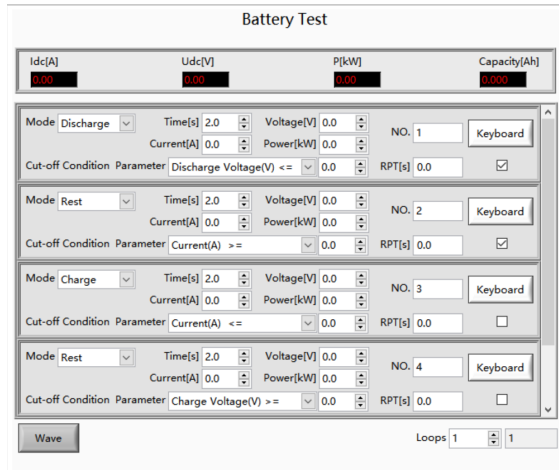 Battery Test
Idc[A] Udc[V] P[kW] Capacity[Ah]
0.00 0.00 0.00 0.000
Mode Discharge Time[s] 2.0 Voltage[V] 0.0 NO. 1 Keyboard
Current[A] 0.0 Power[kW] 0.0
Cut-off Condition Parameter Discharge Voltage(V) <= 0.0 RPT[s] 0.0
Mode Rest Time[s] 2.0 Voltage[V] 0.0 NO. 2 Keyboard
Current[A] 0.0 Power[kW] 0.0
Cut-off Condition Parameter Current(A) >= 0.0 RPT[s] 0.0
Mode Charge Time[s] 2.0 Voltage[V] 0.0 NO. 3 Keyboard
Current[A] 0.0 Power[kW] 0.0
Cut-off Condition Parameter Current(A) <= 0.0 RPT[s] 0.0
Mode Rest Time[s] 2.0 Voltage[V] 0.0 NO. 4 Keyboard
Current[A] 0.0 Power[kW] 0.0
Cut-off Condition Parameter Charge Voltage(V) >= 0.0 RPT[s] 0.0
Wave Loops 1 1